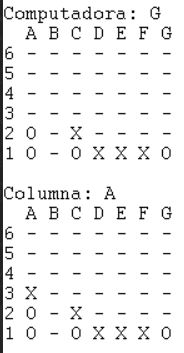 Computadora: G
A B C D E F G
6 - - - - - - -
5 - - - - - - -
4 - - - - - - -
3 - - - - - - -
2 O - X - - - -
1 O - O X X X O
Columna: A
A B C D E F G
6 - - - - - - -
5 - - - - - - -
4 - - - - - - -
3 X - - - - - -
2 O - X - - - -
1 O - O X X X O